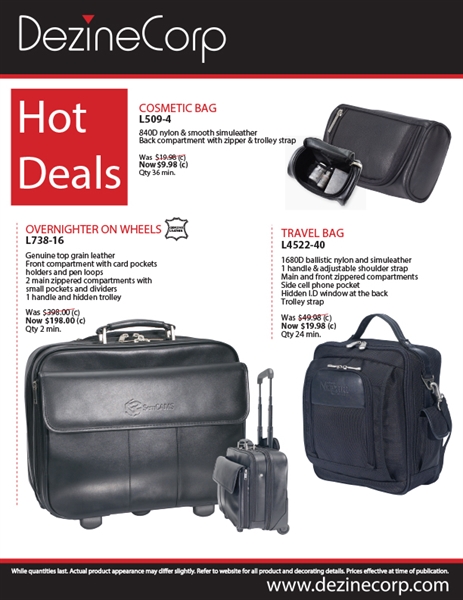 DezineCorp
Hot
Deals
COSMETIC BAG
L509-4
840D nylon & smooth simuleather
Back compartment with zipper & trolley strap
Was $19.98 (c)
Now $9.98 (c)
Qty 36 min.
OVERNIGHTER ON WHEELS
L738-16
GENUINE
LEATHER
Genuine top grain leather
Front compartment with card pockets
holders and pen loops
2 main zippered compartments with
small pockets and dividers
1 handle and hidden trolley
Was $398.00 (c)
Now $198.00 (c)
Qty 2 min.
TRAVEL BAG
L4522-40
1680D ballistic nylon and simuleather
1 handle & adjustable shoulder strap
Main and front zippered compartments
Side cell phone pocket
Hidden I.D window at the back
Trolley strap
Was $49.98 (c)
Now $19.98 (c)
Qty 24 min.
While quantities last. Actual product appearance may differ slightly. Refer to website for all product and decorating details. Prices effective at time of publication.
www.dezinecorp.com